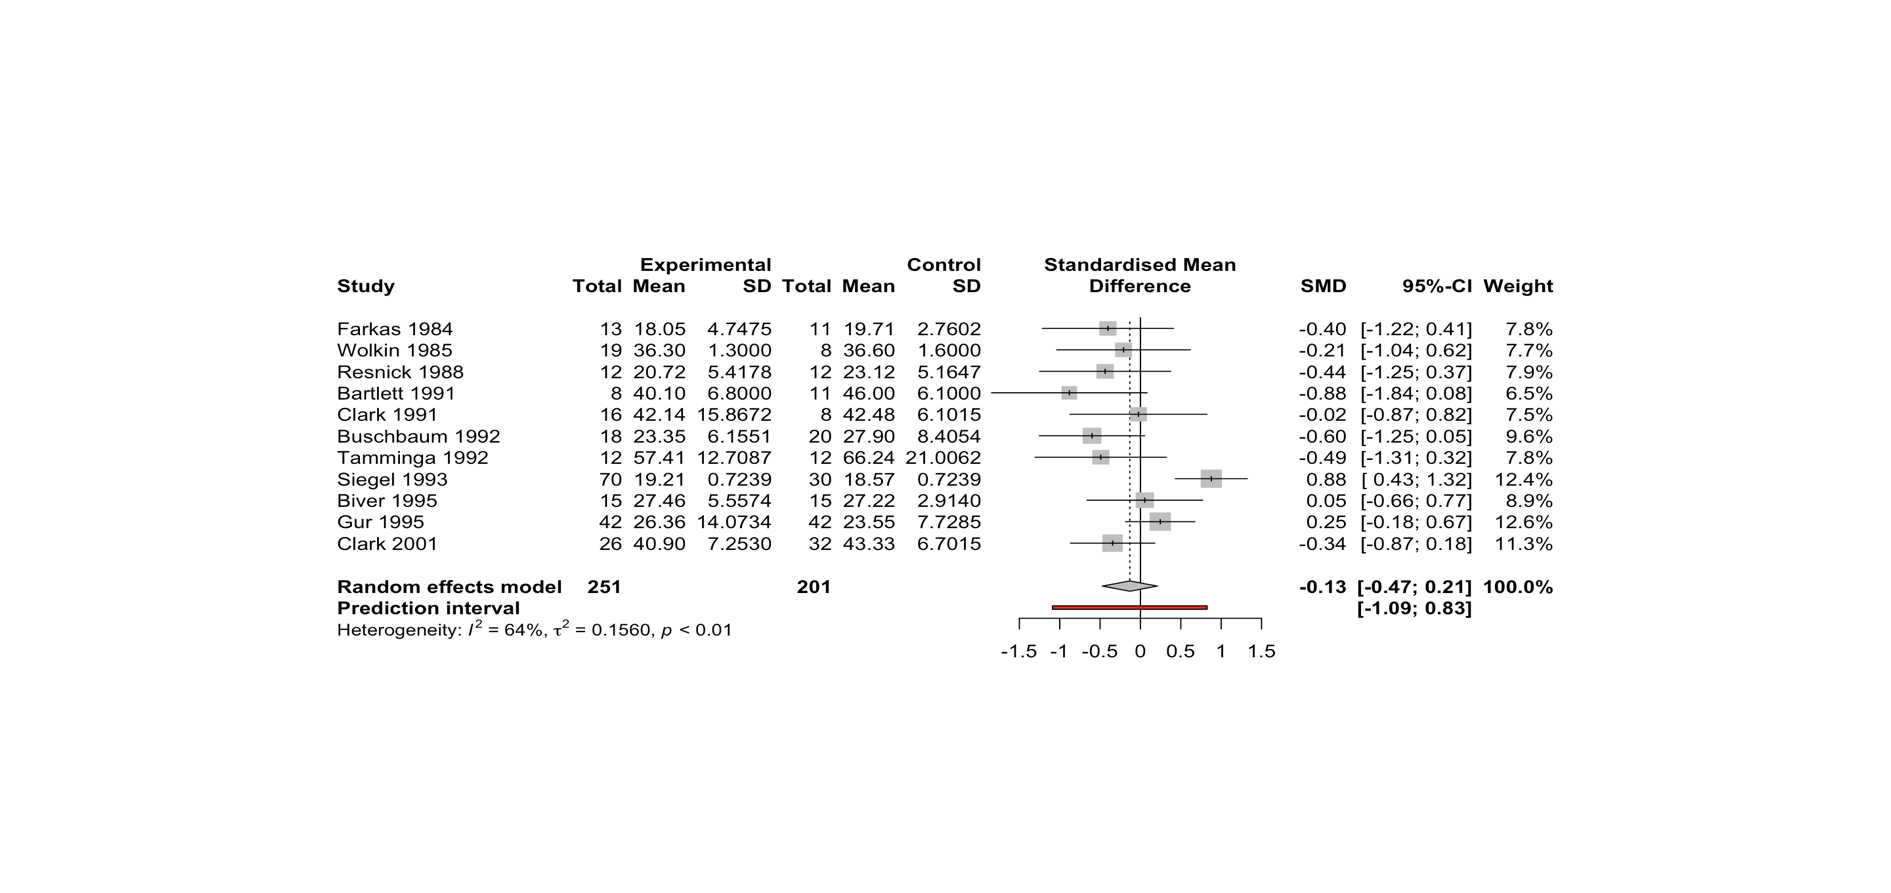 Experimental Control Standardised Mean
Study Total Mean SD Total Mean SD Difference SMD 95%-CI Weight
Farkas 1984 13 18.05 4.7475 11 19.71 2.7602 -0.40 [-1.22; 0.41] 7.8%
Wolkin 1985 19 36.30 1.3000 8 36.60 1.6000 -0.21 [-1.04; 0.62] 7.7%
Resnick 1988 12 20.72 5.4178 12 23.12 5.1647 -0.44 [-1.25; 0.37] 7.9%
Bartlett 1991 8 40.10 6.8000 11 46.00 6.1000 -0.88 [-1.84; 0.08] 6.5%
Clark 1991 16 42.14 15.8672 8 42.48 6.1015 -0.02 [-0.87; 0.82] 7.5%
Buschbaum 1992 18 23.35 6.1551 20 27.90 8.4054 -0.60 [-1.25; 0.05] 9.6%
Tamminga 1992 12 57.41 12.7087 12 66.24 21.0062 -0.49 [-1.31; 0.32] 7.8%
Siegel 1993 70 19.21 0.7239 30 18.57 0.7239 0.88 [ 0.43; 1.32] 12.4%
Biver 1995 15 27.46 5.5574 15 27.22 2.9140 0.05 [-0.66; 0.77] 8.9%
Gur 1995 42 26.36 14.0734 42 23.55 7.7285 0.25 [-0.18; 0.67] 12.6%
Clark 2001 26 40.90 7.2530 32 43.33 6.7015 -0.34 [-0.87; 0.18] 11.3%
Random effects model 251 201 -0.13 [-0.47; 0.21] 100.0%
Prediction interval [-1.09; 0.83]
Heterogeneity: I² = 64%, τ² = 0.1560, p < 0.01
-1.5 -1 -0.5 0 0.5 1 1.5